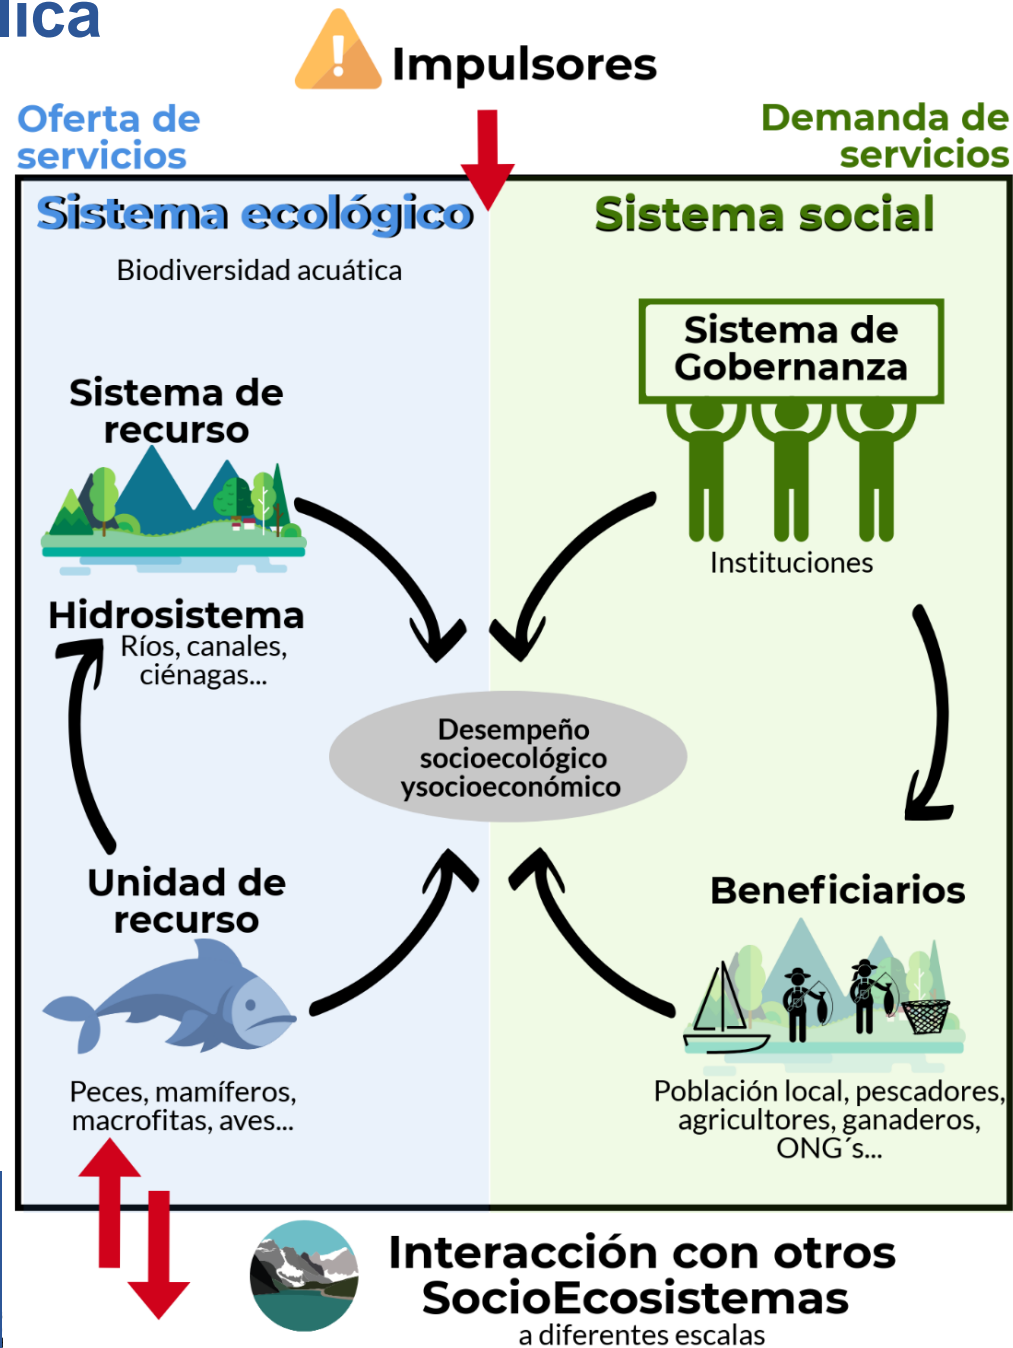 Impulsores
Oferta de
servicios
Demanda de
servicios
Sistema ecológico
Sistema social
Biodiversidad acuática
Sistema de
Gobernanza
Sistema de
recurso
Instituciones
Hidrosistema
Ríos, canales,
ciénagas...
Desempeño
socioecológico
ysocioeconómico
Unidad de
recurso
Beneficiarios
Peces, mamíferos,
macrofitas, aves...
Población local, pescadores,
agricultores, ganaderos,
ONG´s...
Interacción con otros
SocioEcosistemas
a diferentes escalas